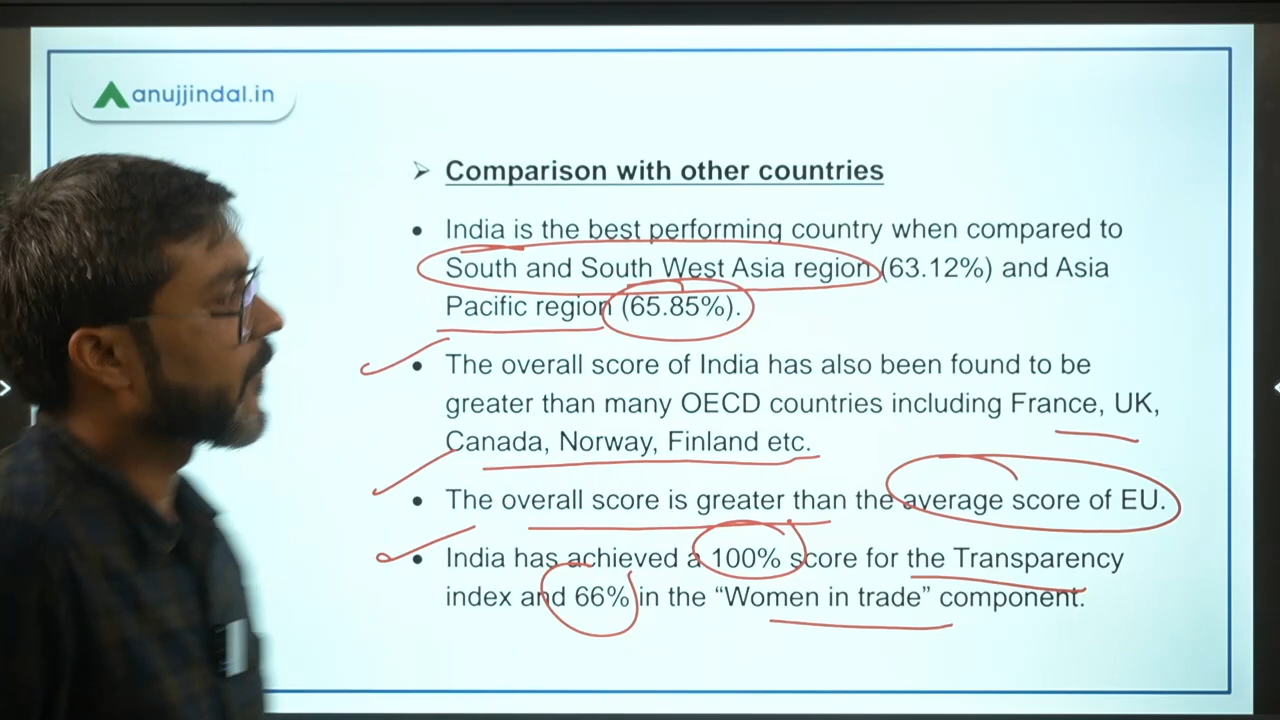 anujjindal.in
➢ Comparison with other countries
• India is the best performing country when compared to
South and South West Asia region (63.12%) and Asia
Pacific region (65.85%).
• The overall score of India has also been found to be
greater than many OECD countries including France, UK,
Canada, Norway, Finland etc.
• The overall score is greater than the average score of EU.
• India has achieved a 100% score for the Transparency
index and 66% in the “Women in trade” component.